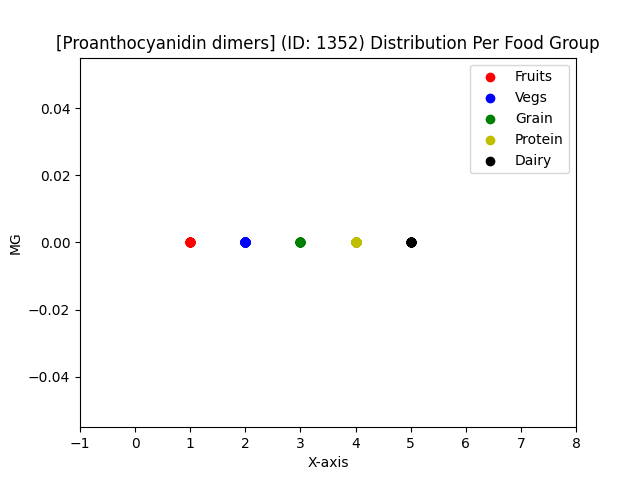 [Proanthocyanidin dimers] (ID: 1352) Distribution Per Food Group
Fruits
Vegs
Grain
Protein
Dairy
0.04
0.02
0.00
−0.02
−0.04
MG
−1 0 1 2 3 4 5 6 7 8
X-axis